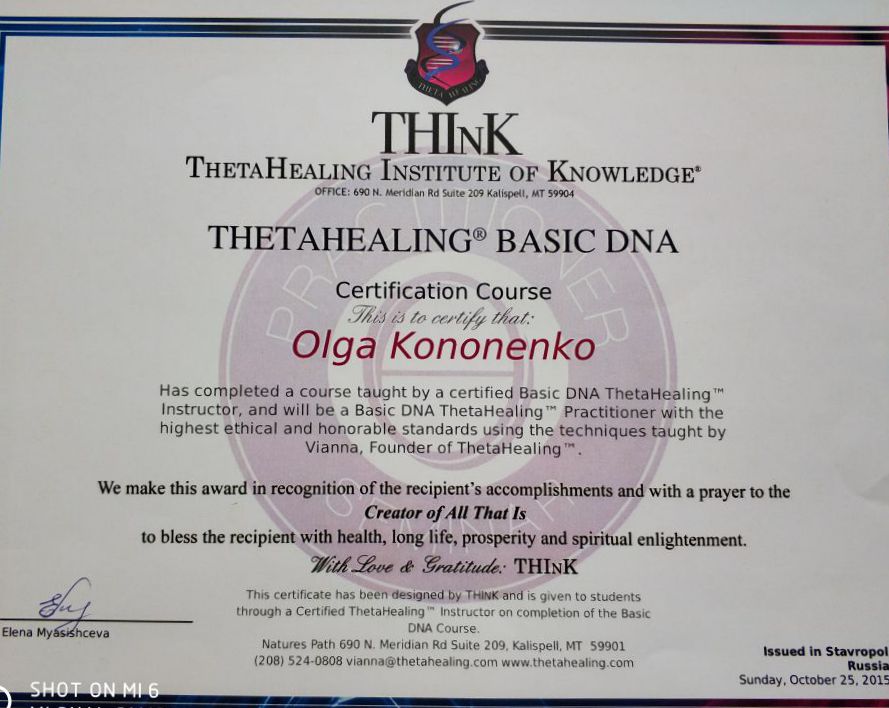 THETA HEALING
THInK
ThetaHealing Institute of Knowledge®
OFFICE: 690 N. Meridian Rd Suite 209 Kalispell, MT 59904
THETAHEALING® BASIC DNA
PRACTITIONER
Certification Course
This is to certify that:
Olga Kononenko
Has completed a course taught by a certified Basic DNA ThetaHealing™
Instructor, and will be a Basic DNA ThetaHealing™ Practitioner with the
highest ethical and honorable standards using the techniques taught by
Vianna, Founder of ThetaHealing™.
We make this award in recognition of the recipient's accomplishments and with a prayer to the
Creator of All That Is
SEMINAR
to bless the recipient with health, long life, prosperity and spiritual enlightenment.
With Love & Gratitude: THInK
This certificate has been designed by THINK and is given to students
through a Certified ThetaHealing™ Instructor on completion of the Basic
DNA Course.
Elena Myasishceva
Natures Path 690 N. Meridian Rd Suite 209, Kalispell, MT 59901
(208) 524-0808 vianna@thetahealing.com www.thetahealing.com
Issued in Stavropol
Russia
Sunday, October 25, 2015
SHOT ON MI 6